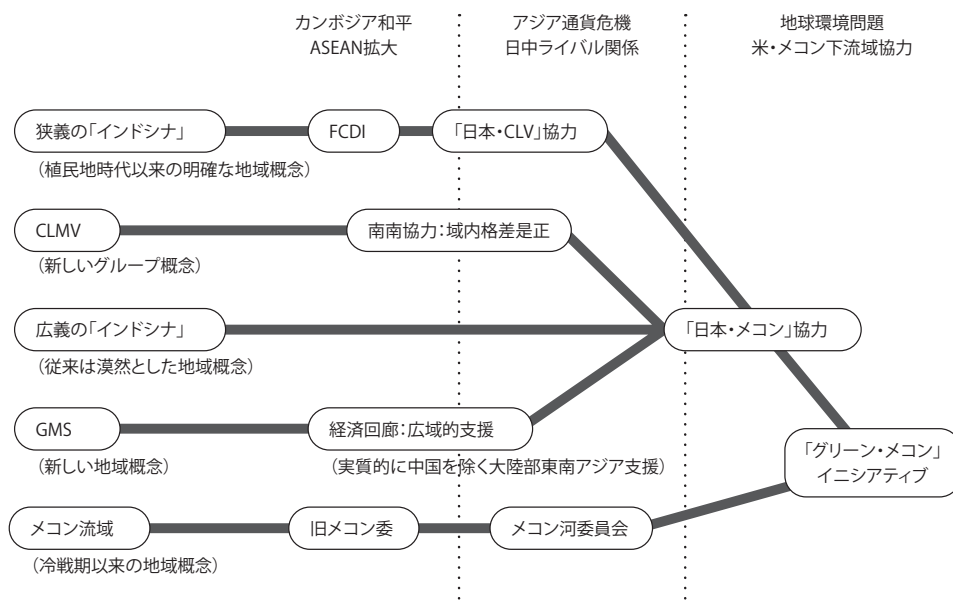 カンボジア和平
ASEAN拡大
アジア通貨危機
日中ライバル関係
地球環境問題
米・メコン下流域協力
狭義の「インドシナ」
FCDI
「日本・CLV」協力
（植民地時代以来の明確な地域概念）
CLMV
南南協力：域内格差是正
（新しいグループ概念）
広義の「インドシナ」
「日本・メコン」協力
（従来は漠然とした地域概念）
GMS
経済回廊：広域的支援
（新しい地域概念）
（実質的に中国を除く大陸部東南アジア支援）
「グリーン・メコン」
イニシアティブ
メコン流域
旧メコン委
メコン河委員会
（冷戦期以来の地域概念）